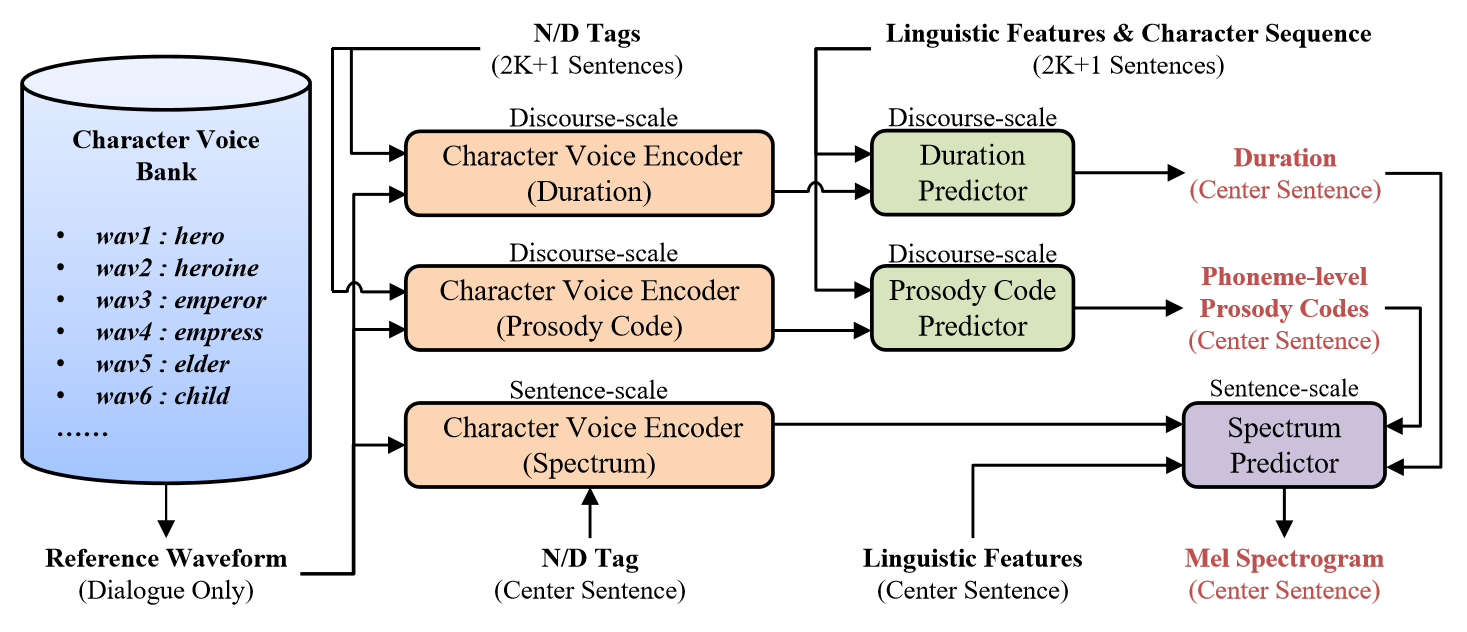 N/D Tags
(2K+1 Sentences)
Linguistic Features & Character Sequence
(2K+1 Sentences)
Character Voice
Bank
• wav1 : hero
• wav2 : heroine
• wav3 : emperor
• wav4 : empress
• wav5 : elder
• wav6 : child
……
Reference Waveform
(Dialogue Only)
Discourse-scale
Character Voice Encoder
(Duration)
Discourse-scale
Duration
Predictor
Duration
(Center Sentence)
Discourse-scale
Character Voice Encoder
(Prosody Code)
Discourse-scale
Prosody Code
Predictor
Phoneme-level
Prosody Codes
(Center Sentence)
Sentence-scale
Character Voice Encoder
(Spectrum)
Sentence-scale
Spectrum
Predictor
N/D Tag
(Center Sentence)
Linguistic Features
(Center Sentence)
Mel Spectrogram
(Center Sentence)